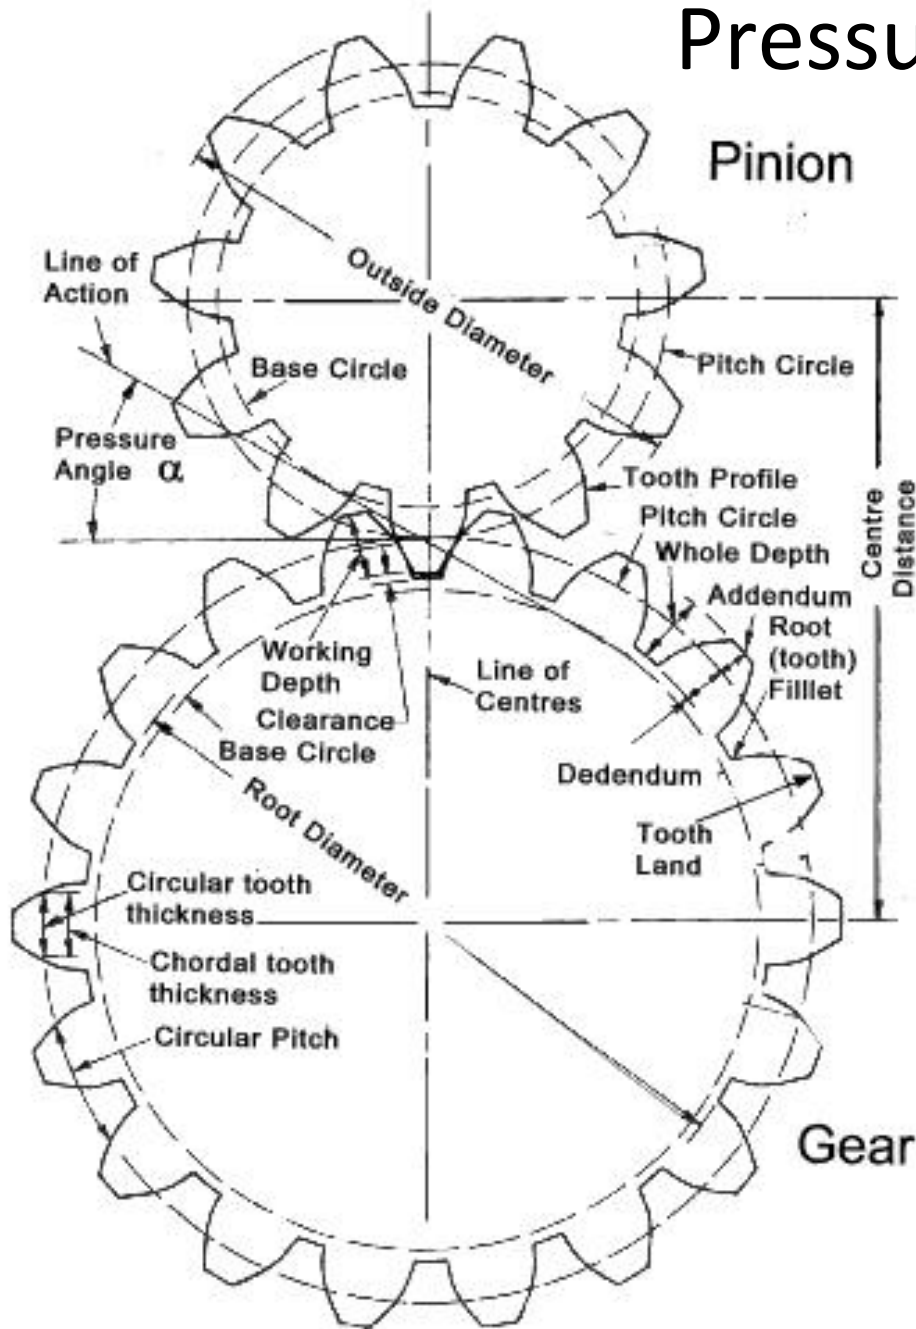 Pressu
Pinion
Line of
Action
Outside Diameter
Base Circle
Pitch Circle
Pressure
Angle α
Tooth Profile
Pitch Circle
Whole Depth
Centre
Distance
Addendum
Root
(tooth)
Filllet
Working
Depth
Line of
Centres
Clearance
Base Circle
Dedendum
Root Diameter
Tooth
Land
Circular tooth
thickness
Chordal tooth
thickness
Circular Pitch
Gear